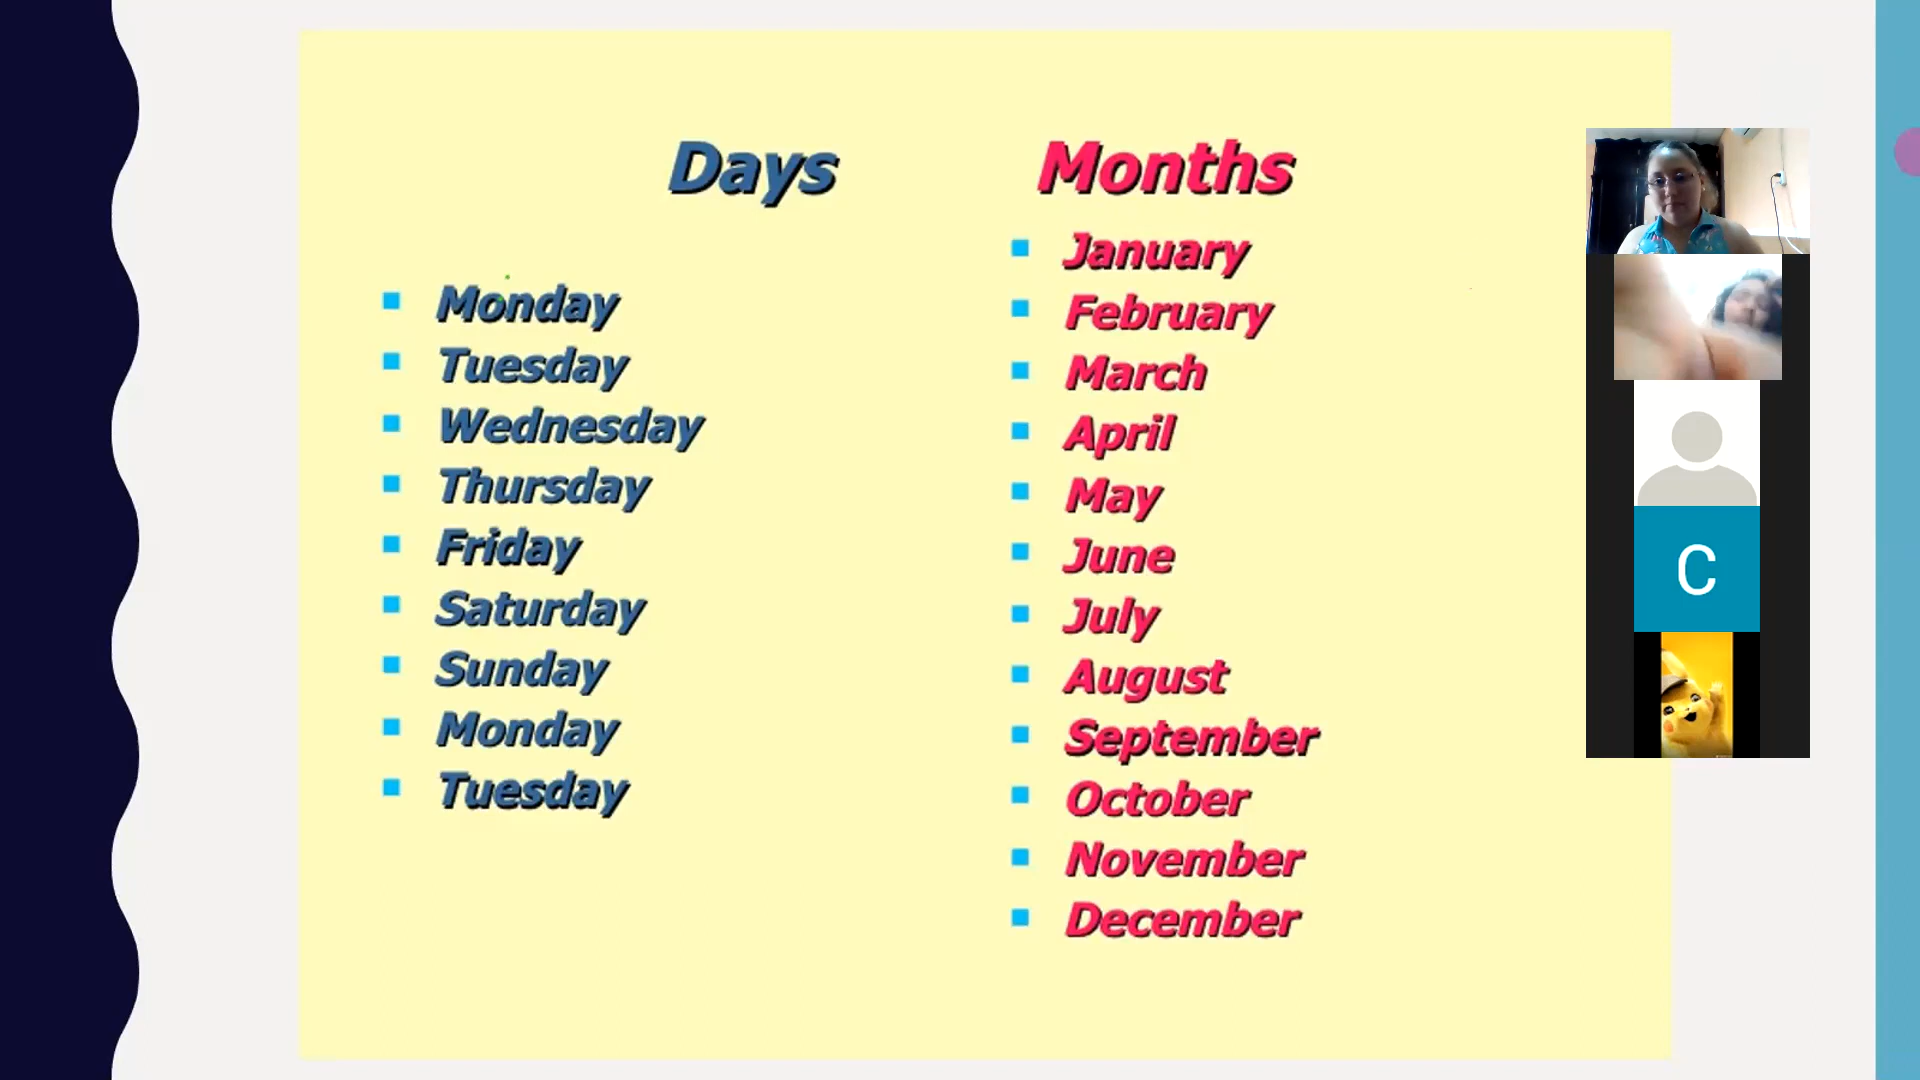 Days
Monday
Tuesday
Wednesday
Thursday
Friday
Saturday
Sunday
Monday
Tuesday
Months
January
February
March
April
May
June
July
August
September
October
November
December
C